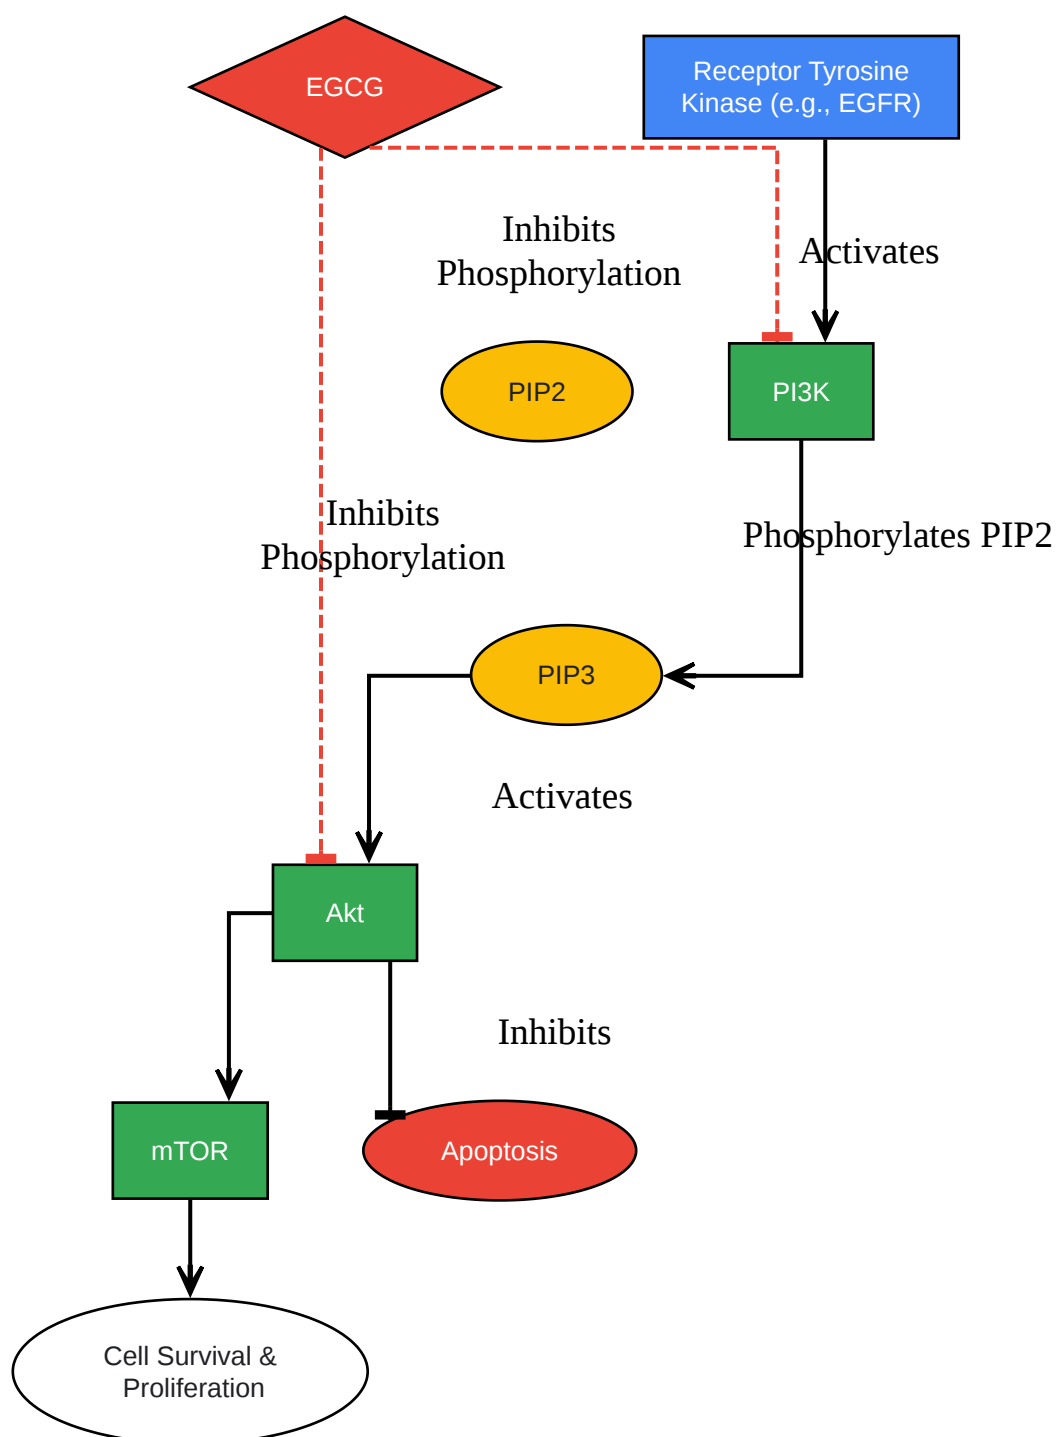 EGCG
Receptor Tyrosine
Kinase (e.g., EGFR)
Inhibits
Phosphorylation
Activates
PIP2
PI3K
Inhibits
Phosphorylation
Phosphorylates PIP2
PIP3
Activates
Akt
Inhibits
mTOR
Apoptosis
Cell Survival &
Proliferation